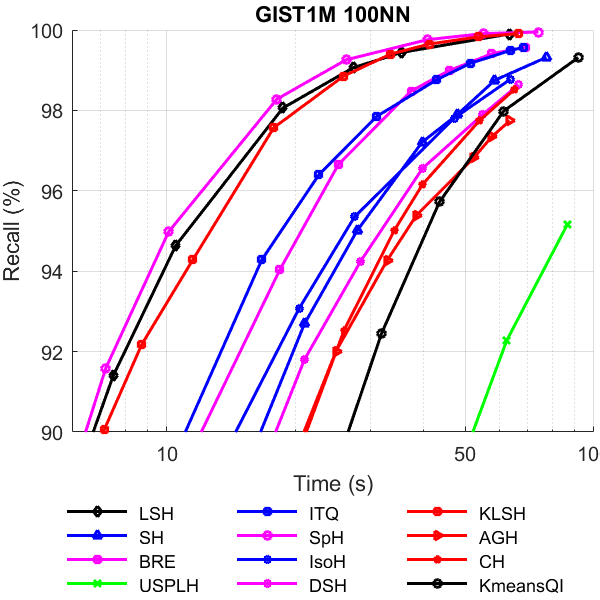 GIST1M 100NN
100
98
96
94
92
90
Recall (%)
10 50 10
Time (s)
LSH ITQ KLSH
SH SpH AGH
BRE IsoH CH
USPLH DSH KmeansQI